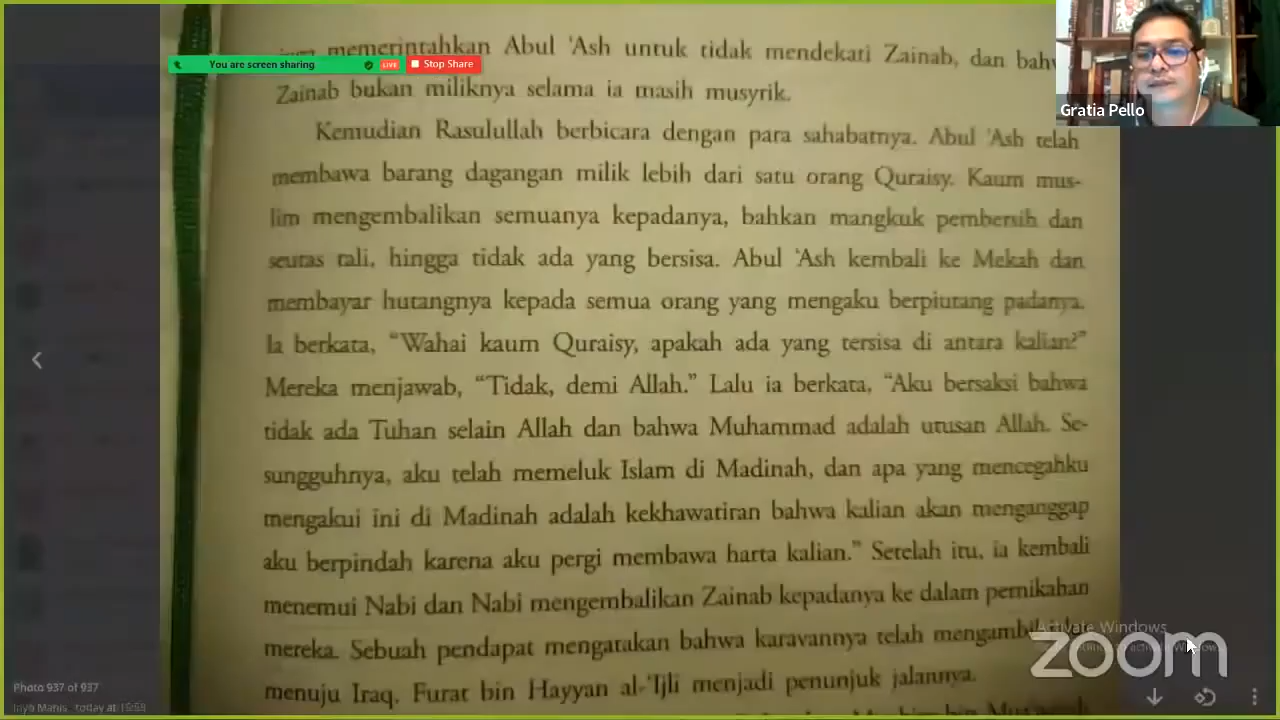 You are screen sharing LIVE Stop Share
Gratia Pello
memerintahkan Abul 'Ash untuk tidak mendekati Zainab, dan
Zainab bukan miliknya selama ia masih musyrik.
Kemudian Rasulullah berbicara dengan para sahabatnya. Abul 'Ash telah
membawa barang dagangan milik lebih dari satu orang Quraisy. Kaum mus-
lim mengembalikan semuanya kepadanya, bahkan mangkuk pembersih dan
seutas tali, hingga tidak ada yang bersisa. Abul 'Ash kembali ke Mekah dan
membayar hutangnya kepada semua orang yang mengaku berpiutang padanya.
Ia berkata, “Wahai kaum Quraisy, apakah ada yang tersisa di antara kalian?”
Mereka menjawab, “Tidak, demi Allah.” Lalu ia berkata, “Aku bersaksi bahwa
tidak ada Tuhan selain Allah dan bahwa Muhammad adalah utusan Allah. Se-
sungguhnya, aku telah memeluk Islam di Madinah, dan apa yang mencegahku
mengakui ini di Madinah adalah kekhawatiran bahwa kalian akan menganggap
aku berpindah karena aku pergi membawa harta kalian.” Setelah itu, ia kembali
menemui Nabi dan Nabi mengembalikan Zainab kepadanya ke dalam pernikahan
mereka. Sebuah pendapat mengatakan bahwa karavannya telah
menuju Iraq. Furat bin Hayyan al-'Ijli menjadi penunjuk jalannya.
Activate Windows
zoom
Photo 937 of 937
today at